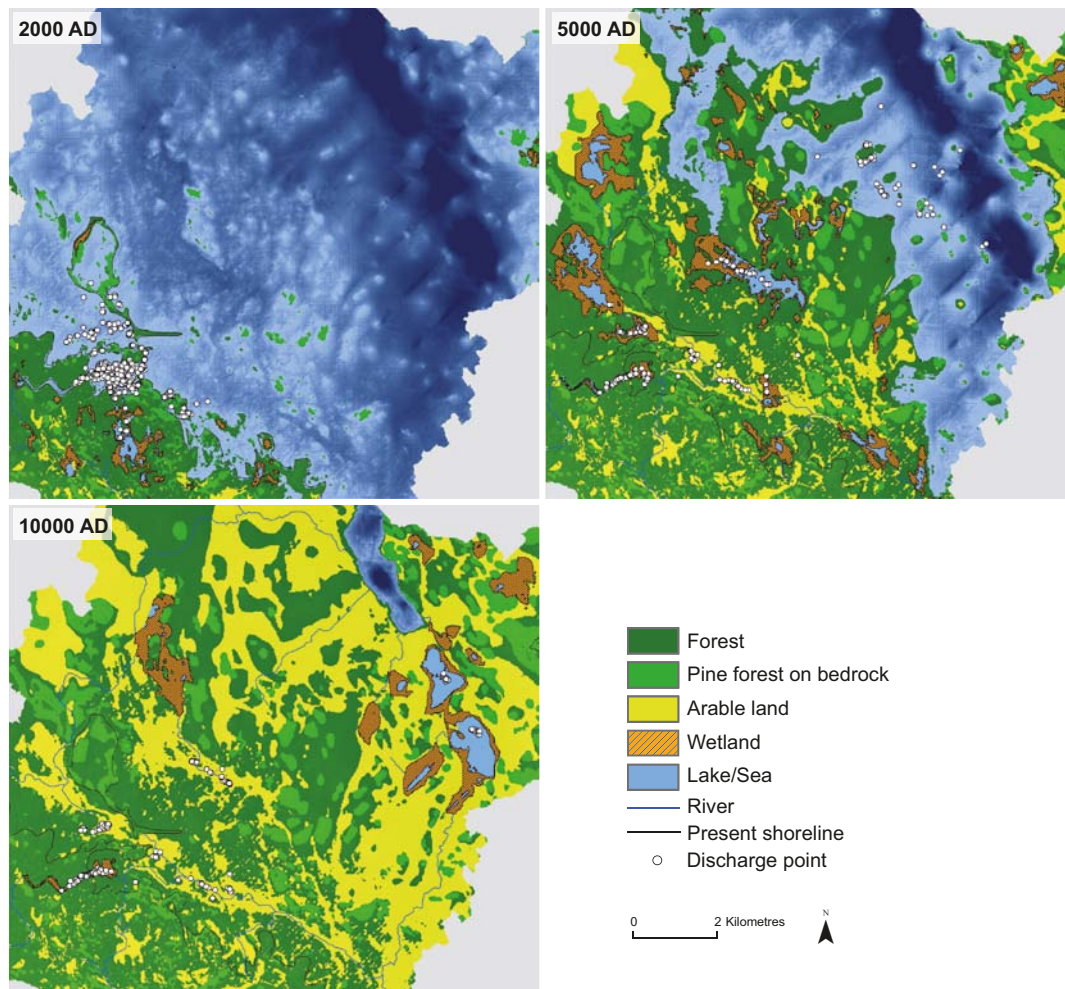 2000 AD
5000 AD
10000 AD
Forest
Pine forest on bedrock
Arable land
Wetland
Lake/Sea
River
Present shoreline
Discharge point
0 2 Kilometres
N